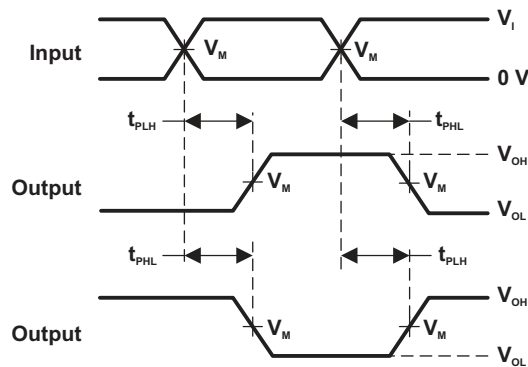 V_I
Input V_M V_M
0 V
t_PLH t_PHL
V_OH
Output V_M V_M
V_OL
t_PHL t_PLH
V_OH
Output V_M V_M
V_OL